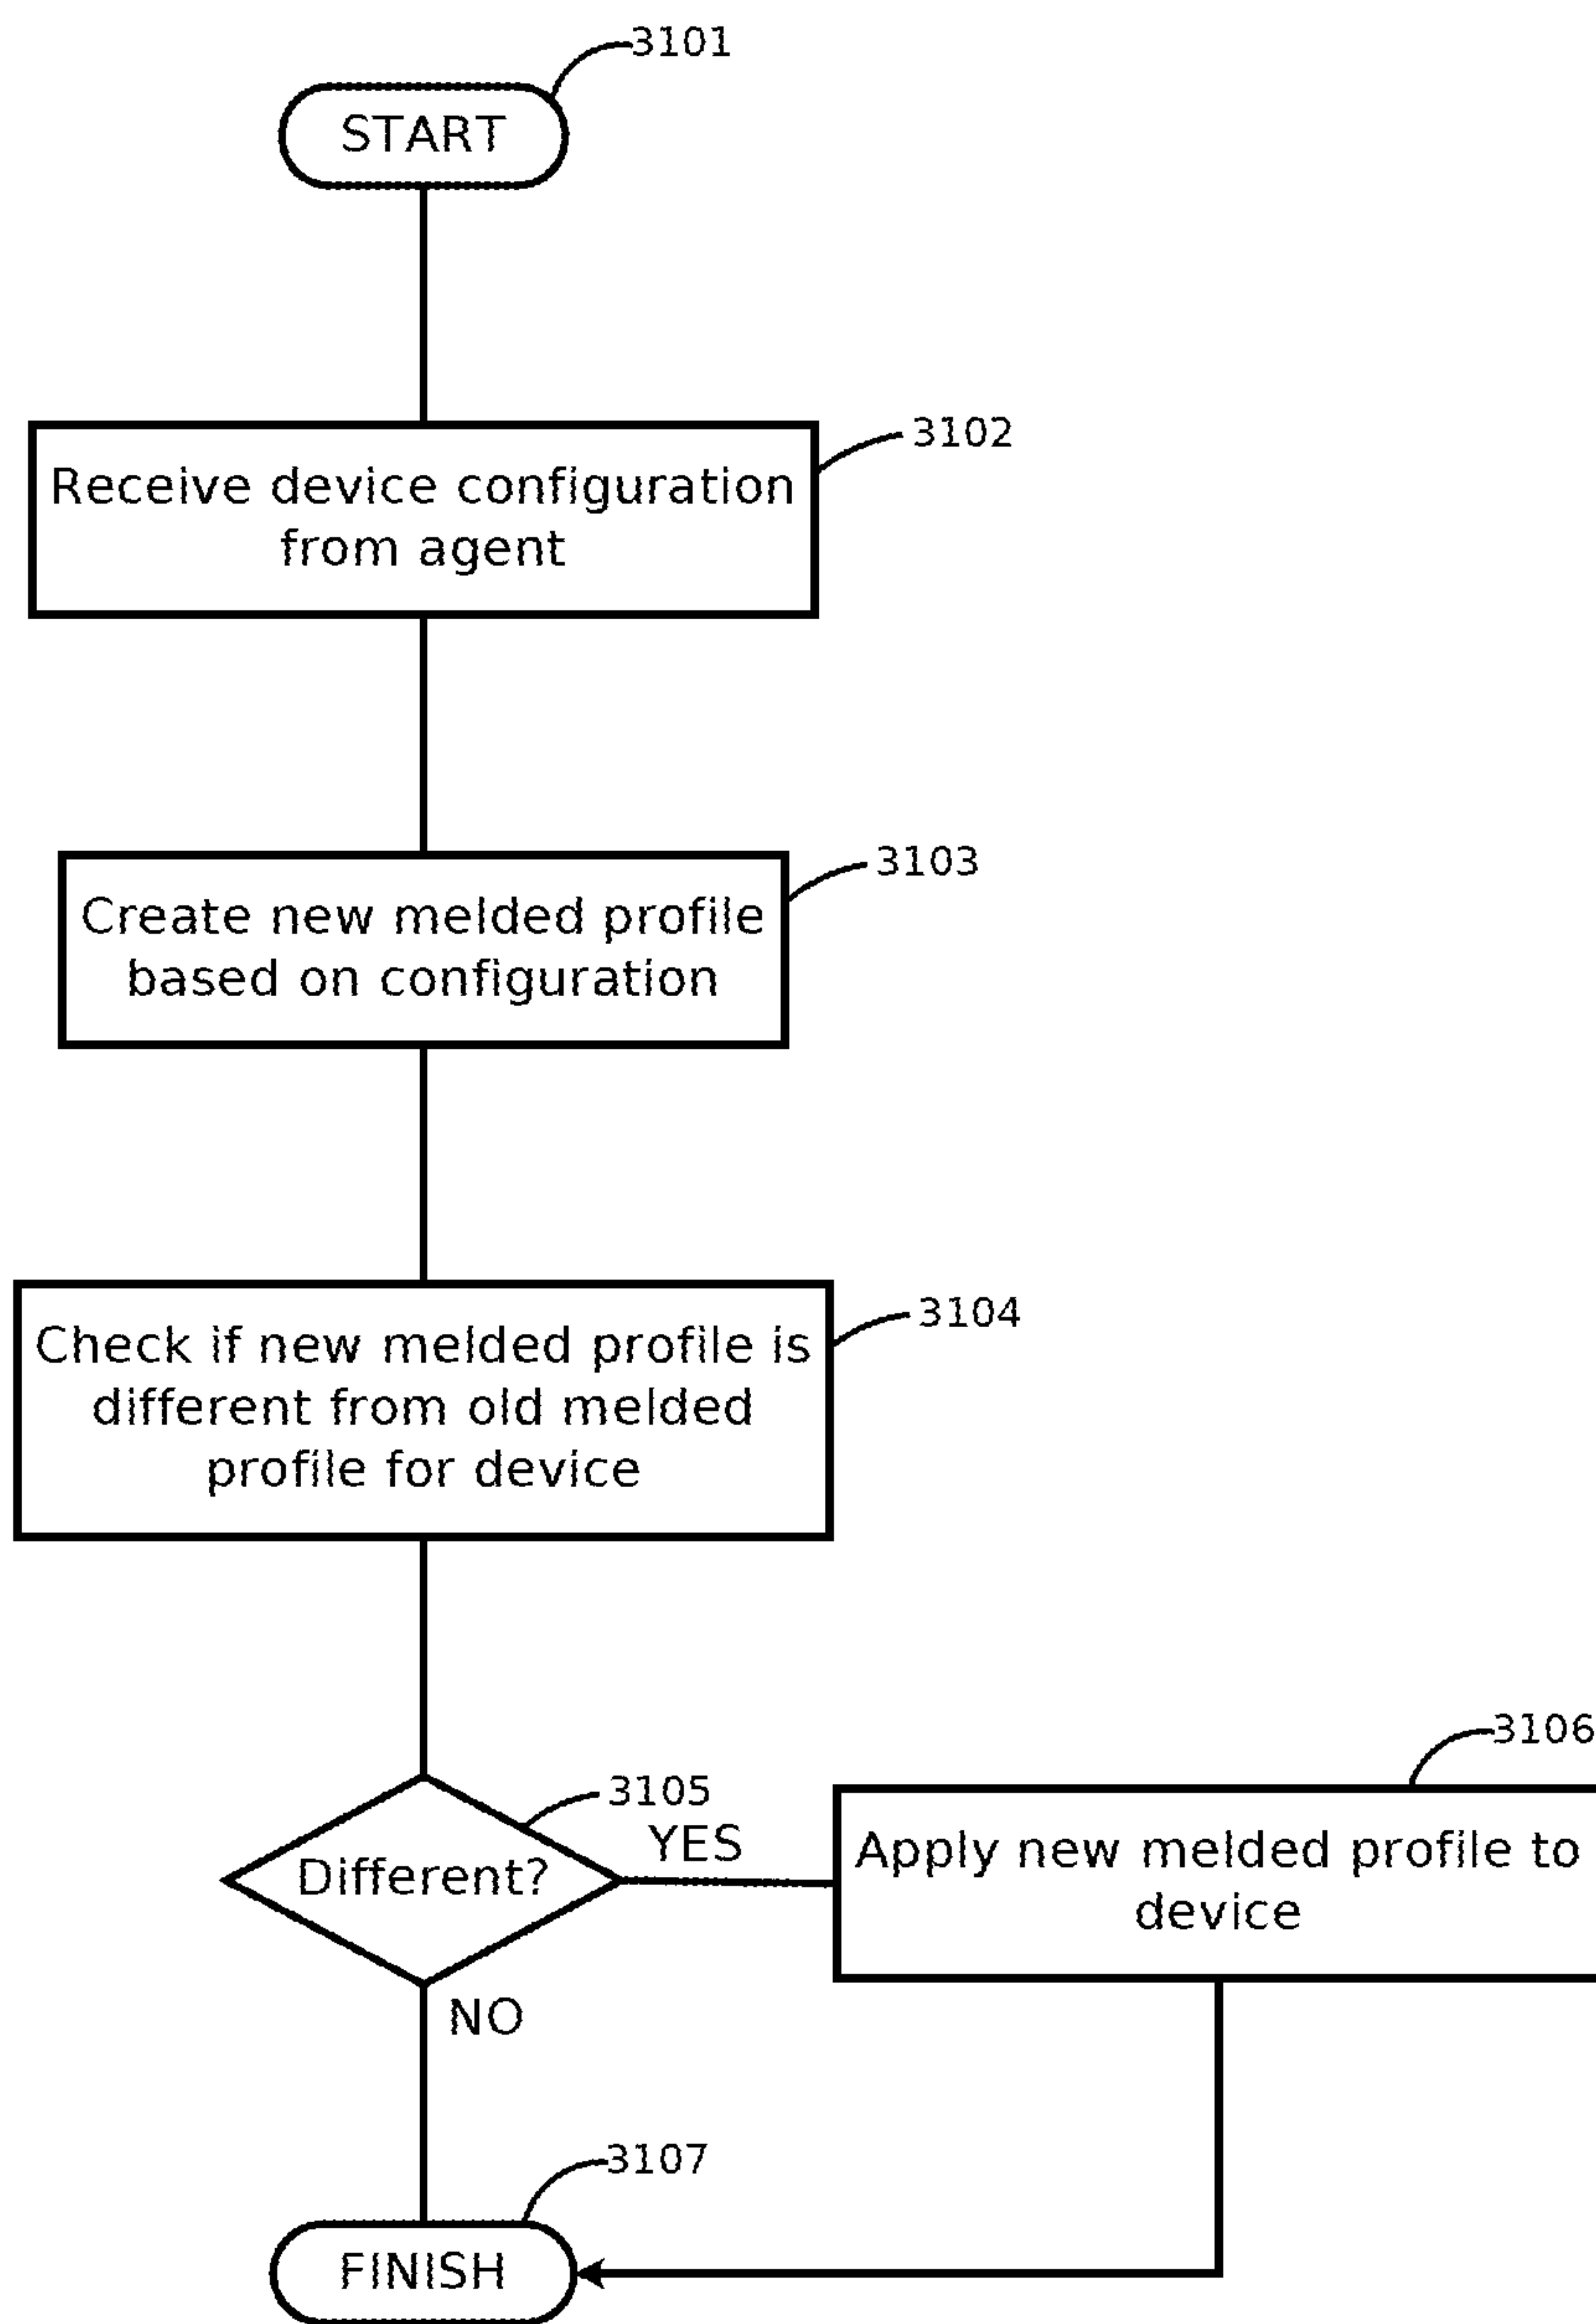 3101
START
3102
Receive device configuration
from agent
3103
Create new melded profile
based on configuration
3104
Check if new melded profile is
different from old melded
profile for device
3105
Different?
YES
3106
Apply new melded profile to
device
NO
3107
FINISH